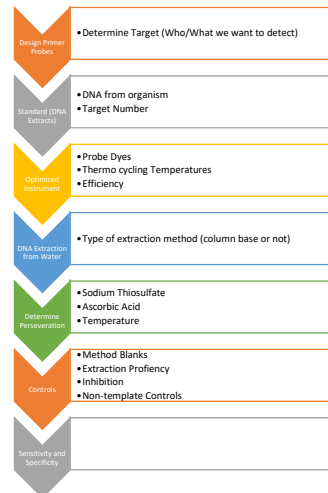 Design Primer
Probes
•Determine Target (Who/What we want to detect)
Standard (DNA
Extracts)
•DNA from organism
•Target Number
Optimized
Instrument
•Probe Dyes
•Thermo cycling Temperatures
•Efficiency
DNA Extraction
from Water
•Type of extraction method (column base or not)
Determine
Perseveration
•Sodium Thiosulfate
•Ascorbic Acid
•Temperature
Controls
•Method Blanks
•Extraction Profiency
•Inhibition
•Non-template Controls
Sensitivity and
Specificity